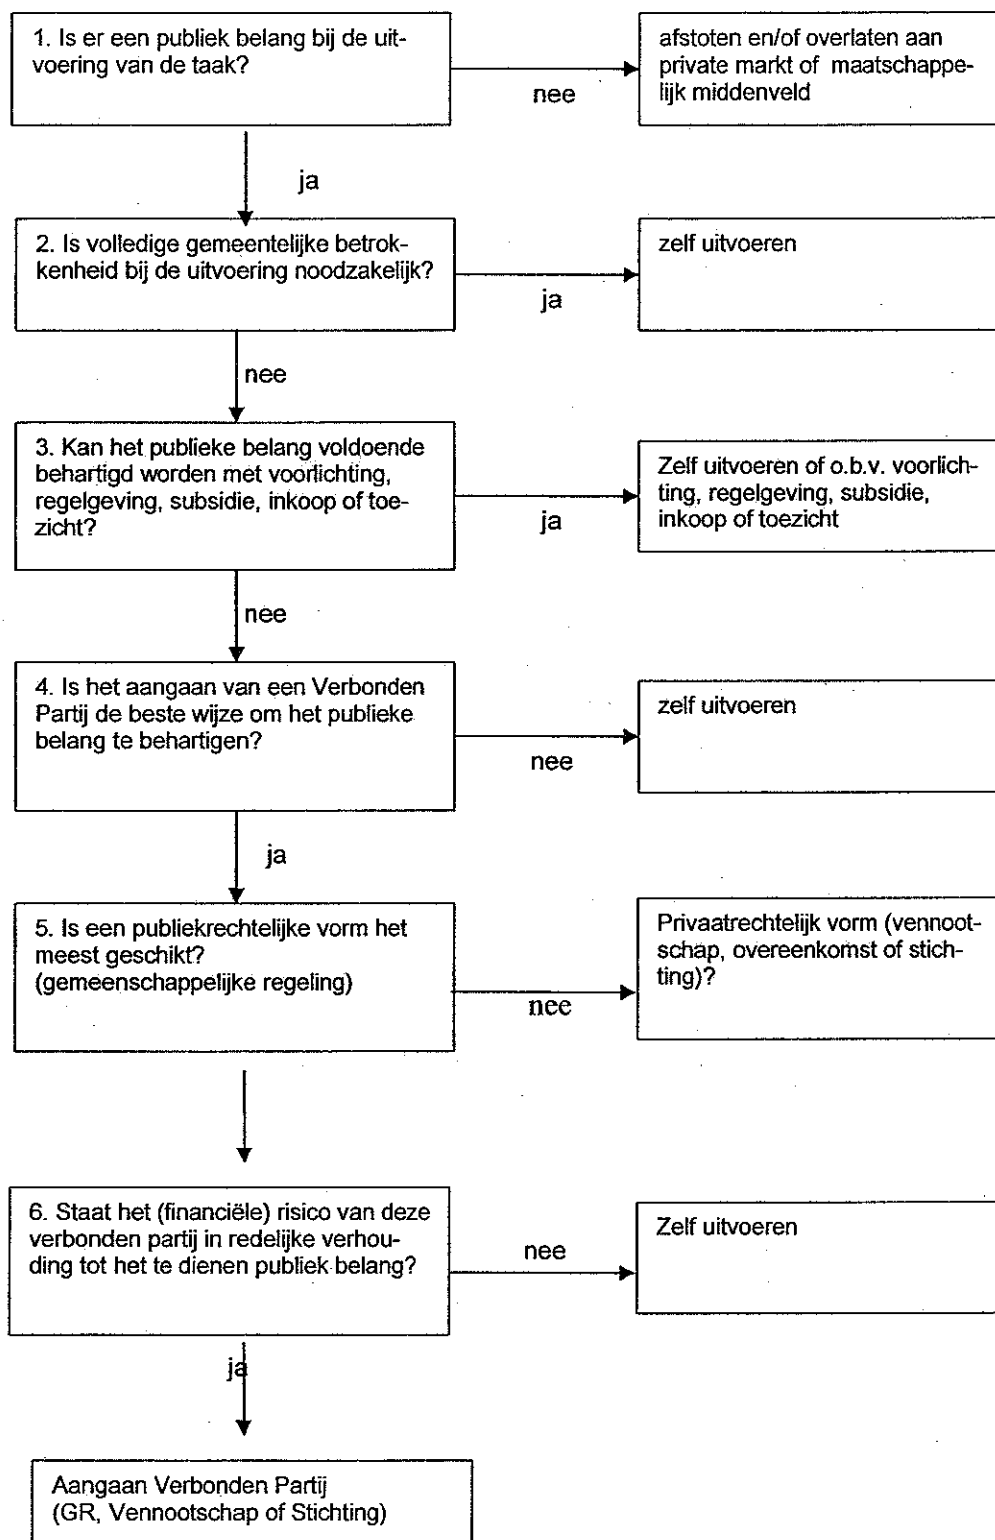 1. Is er een publiek belang bij de uit-
voering van de taak?
nee
afstoten en/of overlaten aan
private markt of maatschappe-
lijk middenveld
ja
2. Is volledige gemeentelijke betrok-
kenheid bij de uitvoering noodzakelijk?
ja
zelf uitvoeren
nee
3. Kan het publieke belang voldoende
behartigd worden met voorlichting,
regelgeving, subsidie, inkoop of toe-
zicht?
ja
Zelf uitvoeren of o.b.v. voorlich-
ting, regelgeving, subsidie,
inkoop of toezicht
nee
4. Is het aangaan van een Verbonden
Partij de beste wijze om het publieke
belang te behartigen?
nee
zelf uitvoeren
ja
5. Is een publiekrechtelijke vorm het
meest geschikt?
(gemeenschappelijke regeling)
nee
Privaatrechtelijk vorm (vennoot-
schap, overeenkomst of stich-
ting)?
6. Staat het (financiële) risico van deze
verbonden partij in redelijke verhou-
ding tot het te dienen publiek belang?
nee
Zelf uitvoeren
ja
Aangaan Verbonden Partij
(GR, Vennootschap of Stichting)